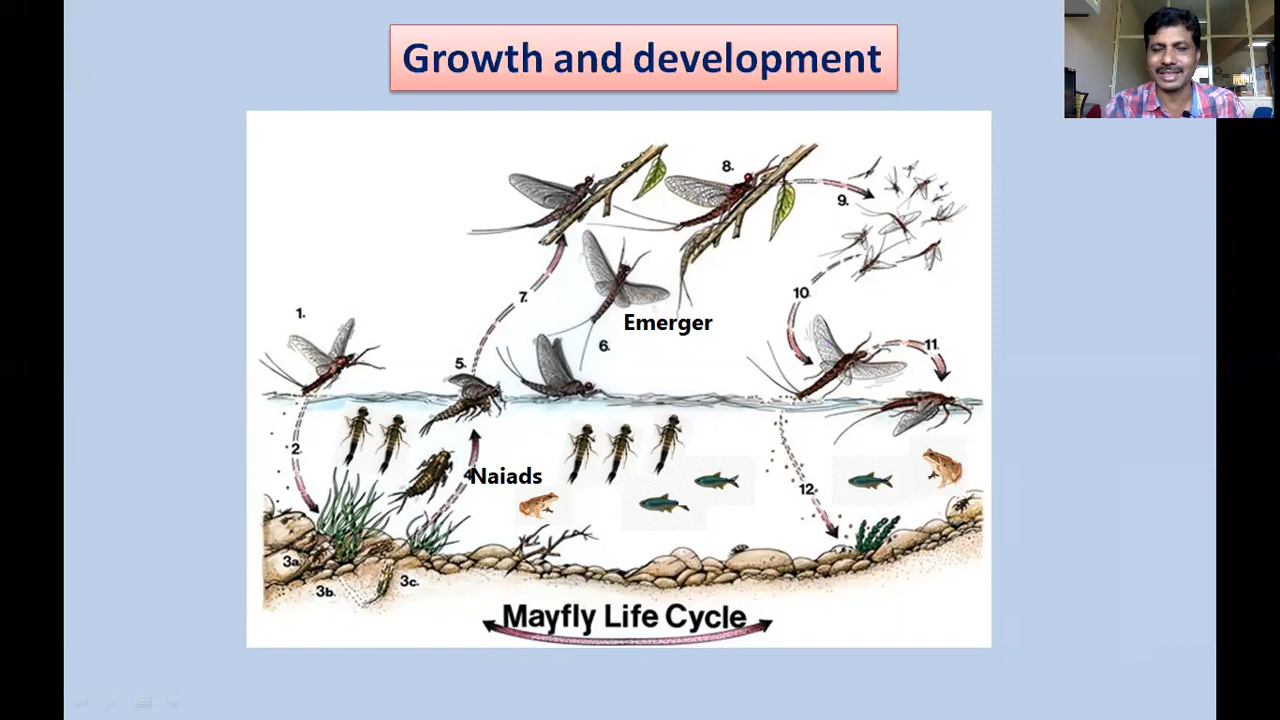 Growth and development
8.
9.
1.
7.
10.
Emerger
6.
11.
5.
2.
4.
Naiads
12.
3a.
3b.
3c.
Mayfly Life Cycle